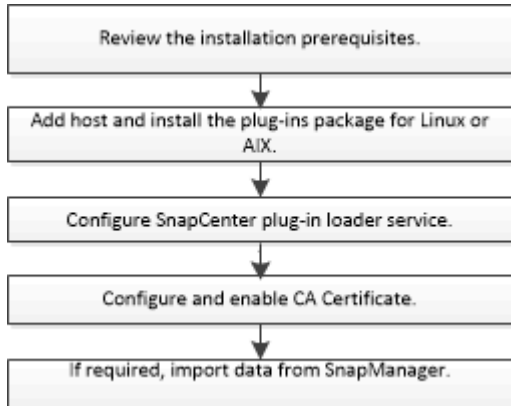 Review the installation prerequisites.
Add host and install the plug-ins package for Linux or
AIX.
Configure SnapCenter plug-in loader service.
Configure and enable CA Certificate.
If required, import data from SnapManager.